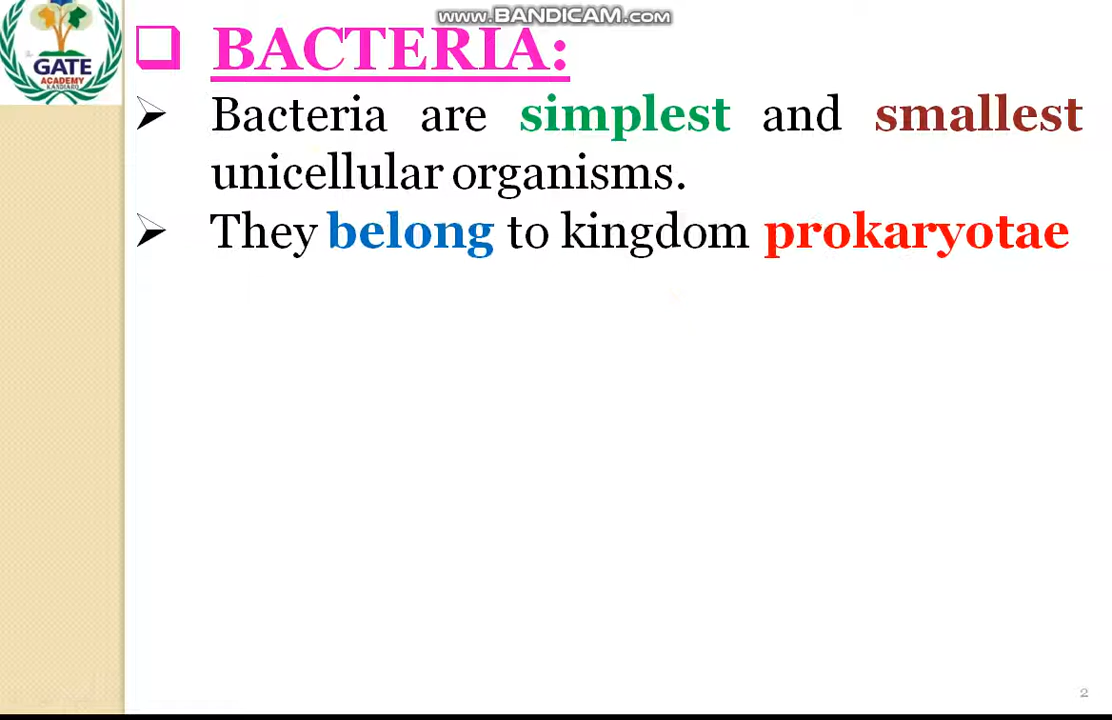 www.BANDICAM.com
GATE
ACADEMY
KANDIARO
BACTERIA:
Bacteria are simplest and smallest
unicellular organisms.
They belong to kingdom prokaryotae
2